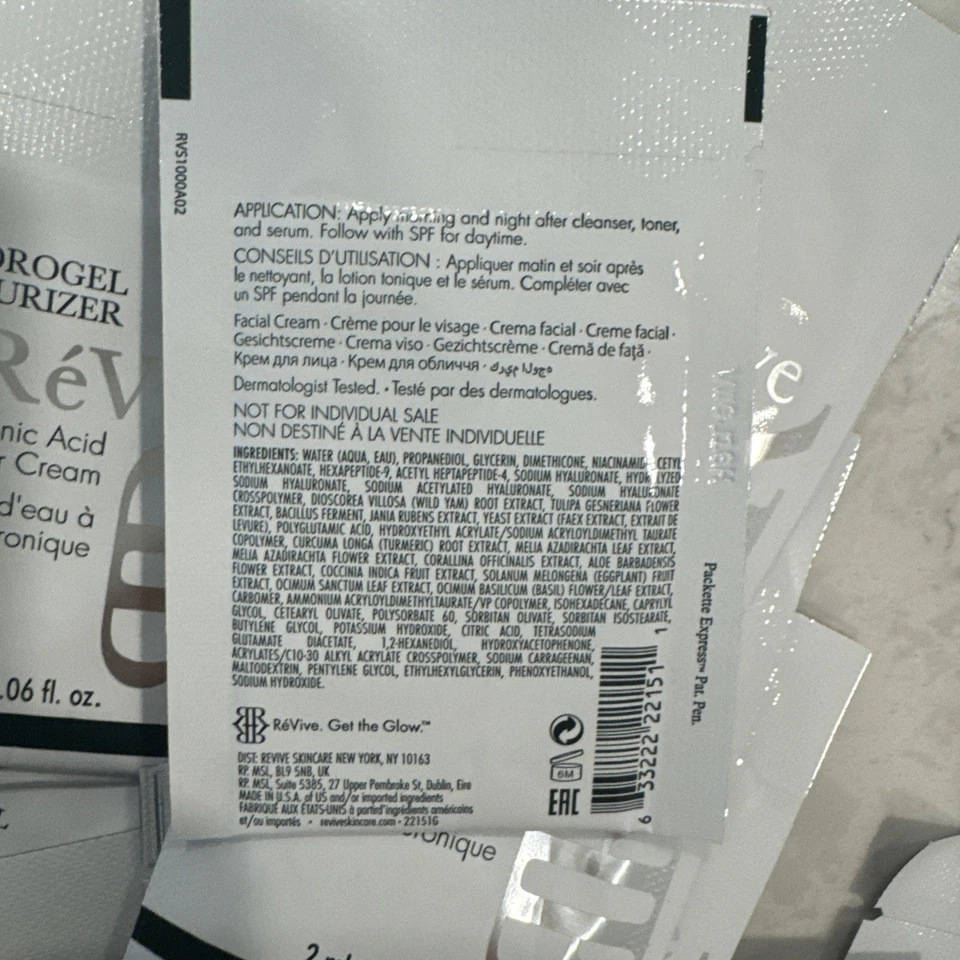 RVS1000A02
APPLICATION: Apply morning and night after cleanser, toner,
and serum. Follow with SPF for daytime.
CONSEILS D'UTILISATION : Appliquer matin et soir après
le nettoyant, la lotion tonique et le sérum. Compléter avec
un SPF pendant la journée.
Facial Cream · Crème pour le visage · Crema facial · Creme facial ·
Gesichtscreme · Crema viso · Gezichtscrème · Cremă de față ·
Крем для лица · Крем для обличчя ·
Dermatologist Tested. • Testé par des dermatologues.
NOT FOR INDIVIDUAL SALE
NON DESTINÉ À LA VENTE INDIVIDUELLE
INGREDIENTS: WATER (AQUA, EAU), PROPANEDIOL, GLYCERIN, DIMETHICONE, NIACINAMIDE, CETYL
ETHYLHEXANOATE, HEXAPEPTIDE-9, ACETYL HEPTAPEPTIDE-4, SODIUM HYALURONATE, HYDROLYZED
SODIUM HYALURONATE, SODIUM ACETYLATED HYALURONATE, SODIUM HYALURONATE
CROSSPOLYMER, DIOSCOREA VILLOSA (WILD YAM) ROOT EXTRACT, TULIPA GESNERIANA FLOWER
EXTRACT, BACILLUS FERMENT, JANIA RUBENS EXTRACT, YEAST EXTRACT (FAEX EXTRACT, EXTRAIT DE
LEVURE), POLYGLUTAMIC ACID, HYDROXYETHYL ACRYLATE/SODIUM ACRYLOYLDIMETHYL TAURATE
COPOLYMER, CURCUMA LONGA (TURMERIC) ROOT EXTRACT, MELIA AZADIRACHTA LEAF EXTRACT,
MELIA AZADIRACHTA FLOWER EXTRACT, CORALLINA OFFICINALIS EXTRACT, ALOE BARBADENSIS
FLOWER EXTRACT, COCCINIA INDICA FRUIT EXTRACT, SOLANUM MELONGENA (EGGPLANT) FRUIT
EXTRACT, OCIMUM SANCTUM LEAF EXTRACT, OCIMUM BASILICUM (BASIL) FLOWER/LEAF EXTRACT,
CARBOMER, AMMONIUM ACRYLOYLDIMETHYLTAURATE/VP COPOLYMER, ISOHEXADECANE, CAPRYLYL
GLYCOL, CETEARYL OLIVATE, POLYSORBATE 60, SORBITAN OLIVATE, SORBITAN ISOSTEARATE,
BUTYLENE GLYCOL, POTASSIUM HYDROXIDE, CITRIC ACID, TETRASODIUM
GLUTAMATE DIACETATE, 1,2-HEXANEDIOL, HYDROXYACETOPHENONE,
ACRYLATES/C10-30 ALKYL ACRYLATE CROSSPOLYMER, SODIUM CARRAGEENAN,
MALTODEXTRIN, PENTYLENE GLYCOL, ETHYLHEXYLGLYCERIN, PHENOXYETHANOL,
SODIUM HYDROXIDE.
RéVive. Get the Glow.™
DIST: REVIVE SKINCARE NEW YORK, NY 10163
RP. MSL, BL9 5NB, UK
RP. MSL, Suite 5385, 27 Upper Pembroke St, Dublin, Eire
MADE IN U.S.A. of US and/or imported ingredients
FABRIQUÉ AUX ÉTATS-UNIS à partird'ingrédients américains
et/ou importés • reviveskincare.com • 22151G
6M
EAC
6 33222 22151 1
Packette Express™ Pat. Pen.
OROGEL
URIZER
RéV
nic Acid
r Cream
d'eau à
ronique
.06 fl. oz.
ronique